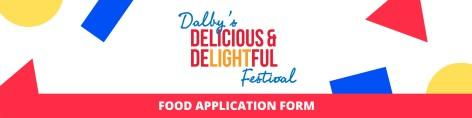 Dalby's
DELICIOUS &
DELIGHTFUL
Festival
FOOD APPLICATION FORM